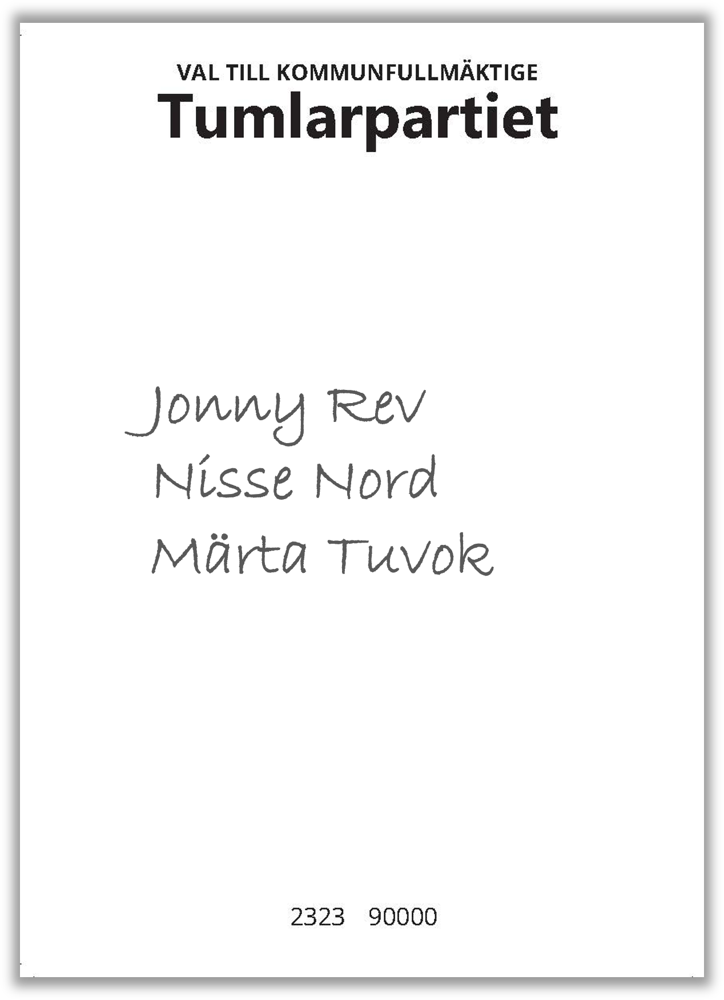 VAL TILL KOMMUNFULLMÄKTIGE
Tumlarpartiet
Jonny Rev
Nisse Nord
Märta Tuvok
2323 90000